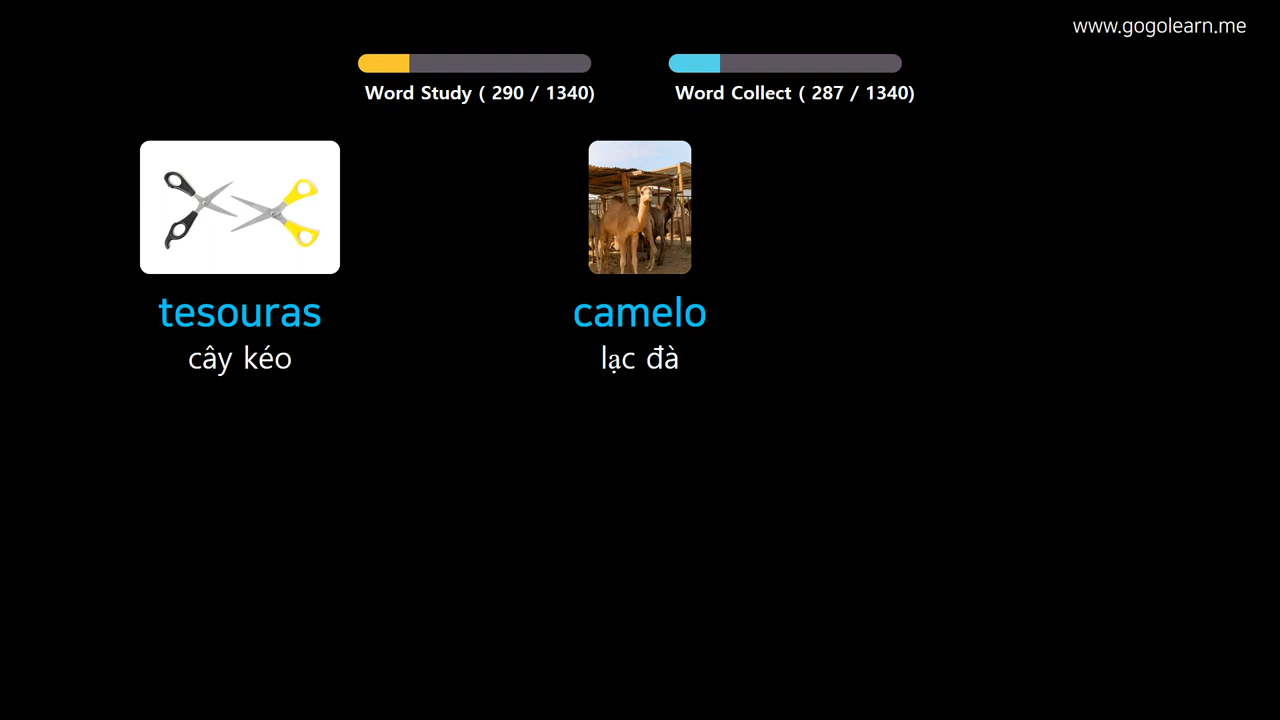 www.gogolearn.me
Word Study ( 290 / 1340)
Word Collect ( 287 / 1340)
tesouras
cây kéo
camelo
lạc đà